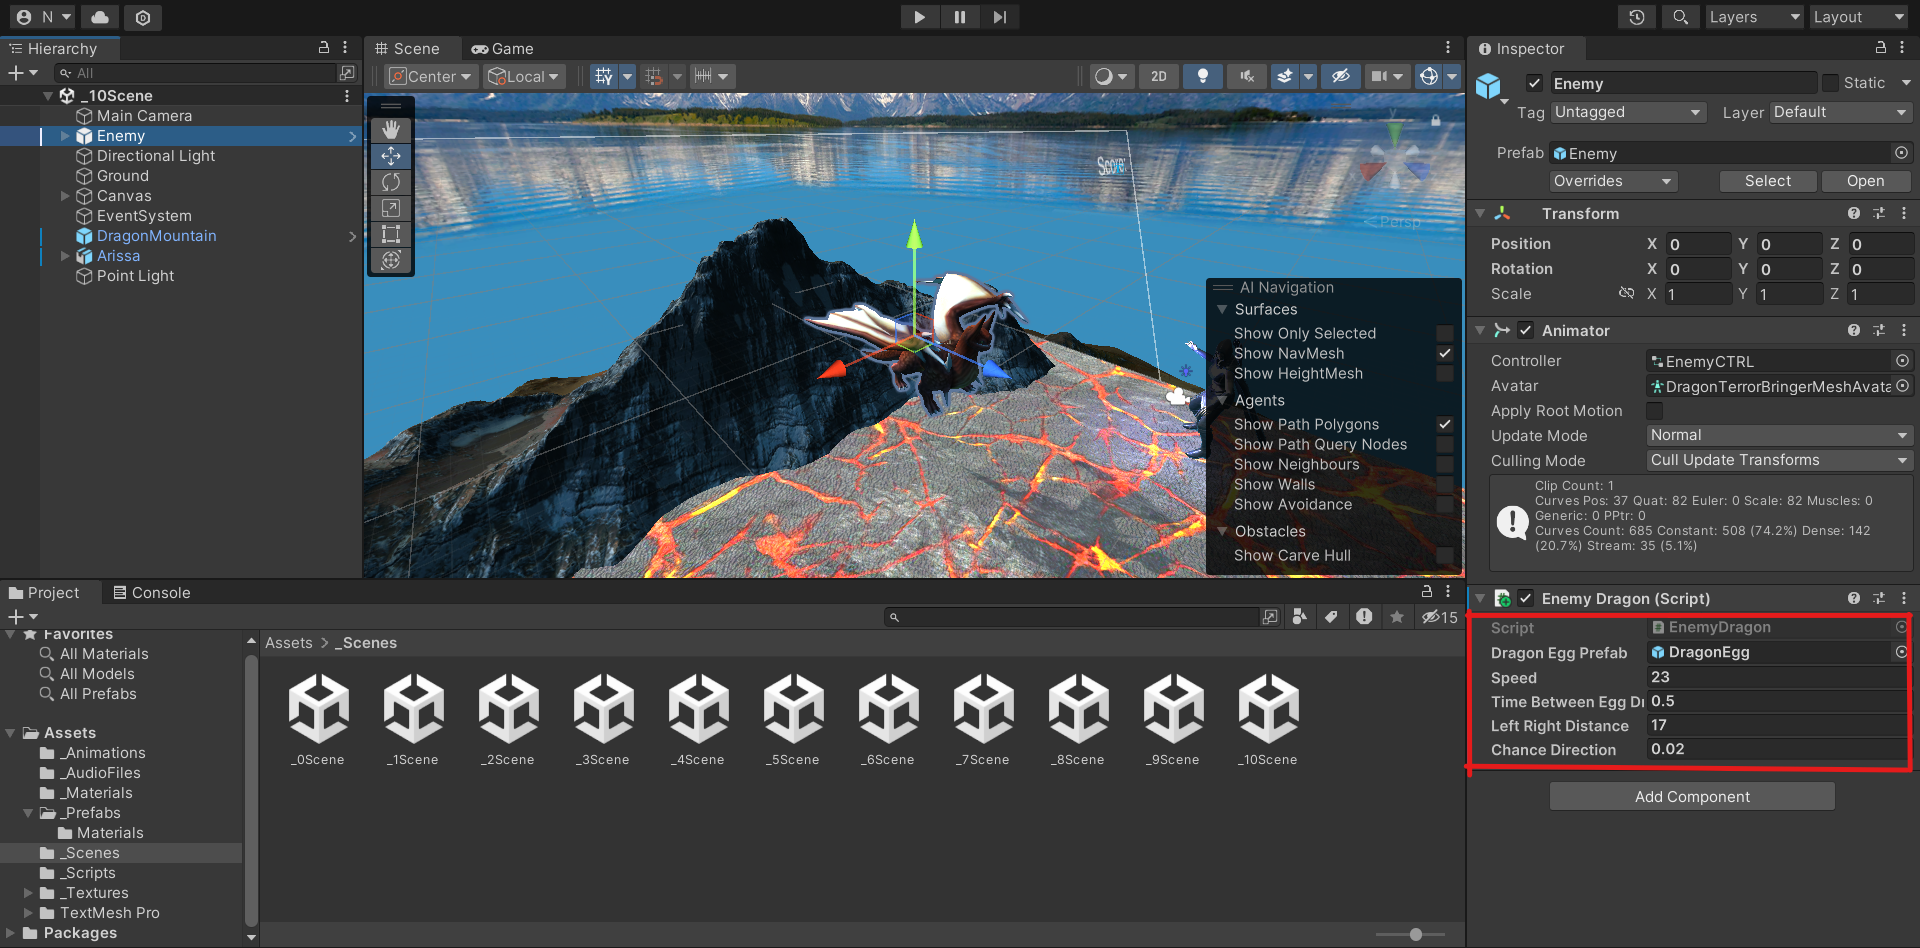 N
Layers
Layout
Hierarchy
All
_10Scene
Main Camera
Enemy
Directional Light
Ground
Canvas
EventSystem
DragonMountain
Arissa
Point Light
Scene
Game
Center
Local
2D
Score:
Y
< Persp
AI Navigation
Surfaces
Show Only Selected
Show NavMesh
Show HeightMesh
Agents
Show Path Polygons
Show Path Query Nodes
Show Neighbours
Show Walls
Show Avoidance
Obstacles
Show Carve Hull
Inspector
Enemy
Static
Tag Untagged Layer Default
Prefab Enemy
Overrides Select Open
Transform
Position X 0 Y 0 Z 0
Rotation X 0 Y 0 Z 0
Scale X 1 Y 1 Z 1
Animator
Controller EnemyCTRL
Avatar DragonTerrorBringerMeshAvata
Apply Root Motion
Update Mode Normal
Culling Mode Cull Update Transforms
Clip Count: 1
Curves Pos: 37 Quat: 82 Euler: 0 Scale: 82 Muscles: 0
Generic: 0 PPtr: 0
Curves Count: 685 Constant: 508 (74.2%) Dense: 142
(20.7%) Stream: 35 (5.1%)
Enemy Dragon (Script)
Script EnemyDragon
Dragon Egg Prefab DragonEgg
Speed 23
Time Between Egg Dr 0.5
Left Right Distance 17
Chance Direction 0.02
Add Component
Project
Console
15
Favorites
All Materials
All Models
All Prefabs
Assets
_Animations
_AudioFiles
_Materials
_Prefabs
Materials
_Scenes
_Scripts
_Textures
TextMesh Pro
Packages
Assets > _Scenes
_0Scene _1Scene _2Scene _3Scene _4Scene _5Scene _6Scene _7Scene _8Scene _9Scene _10Scene